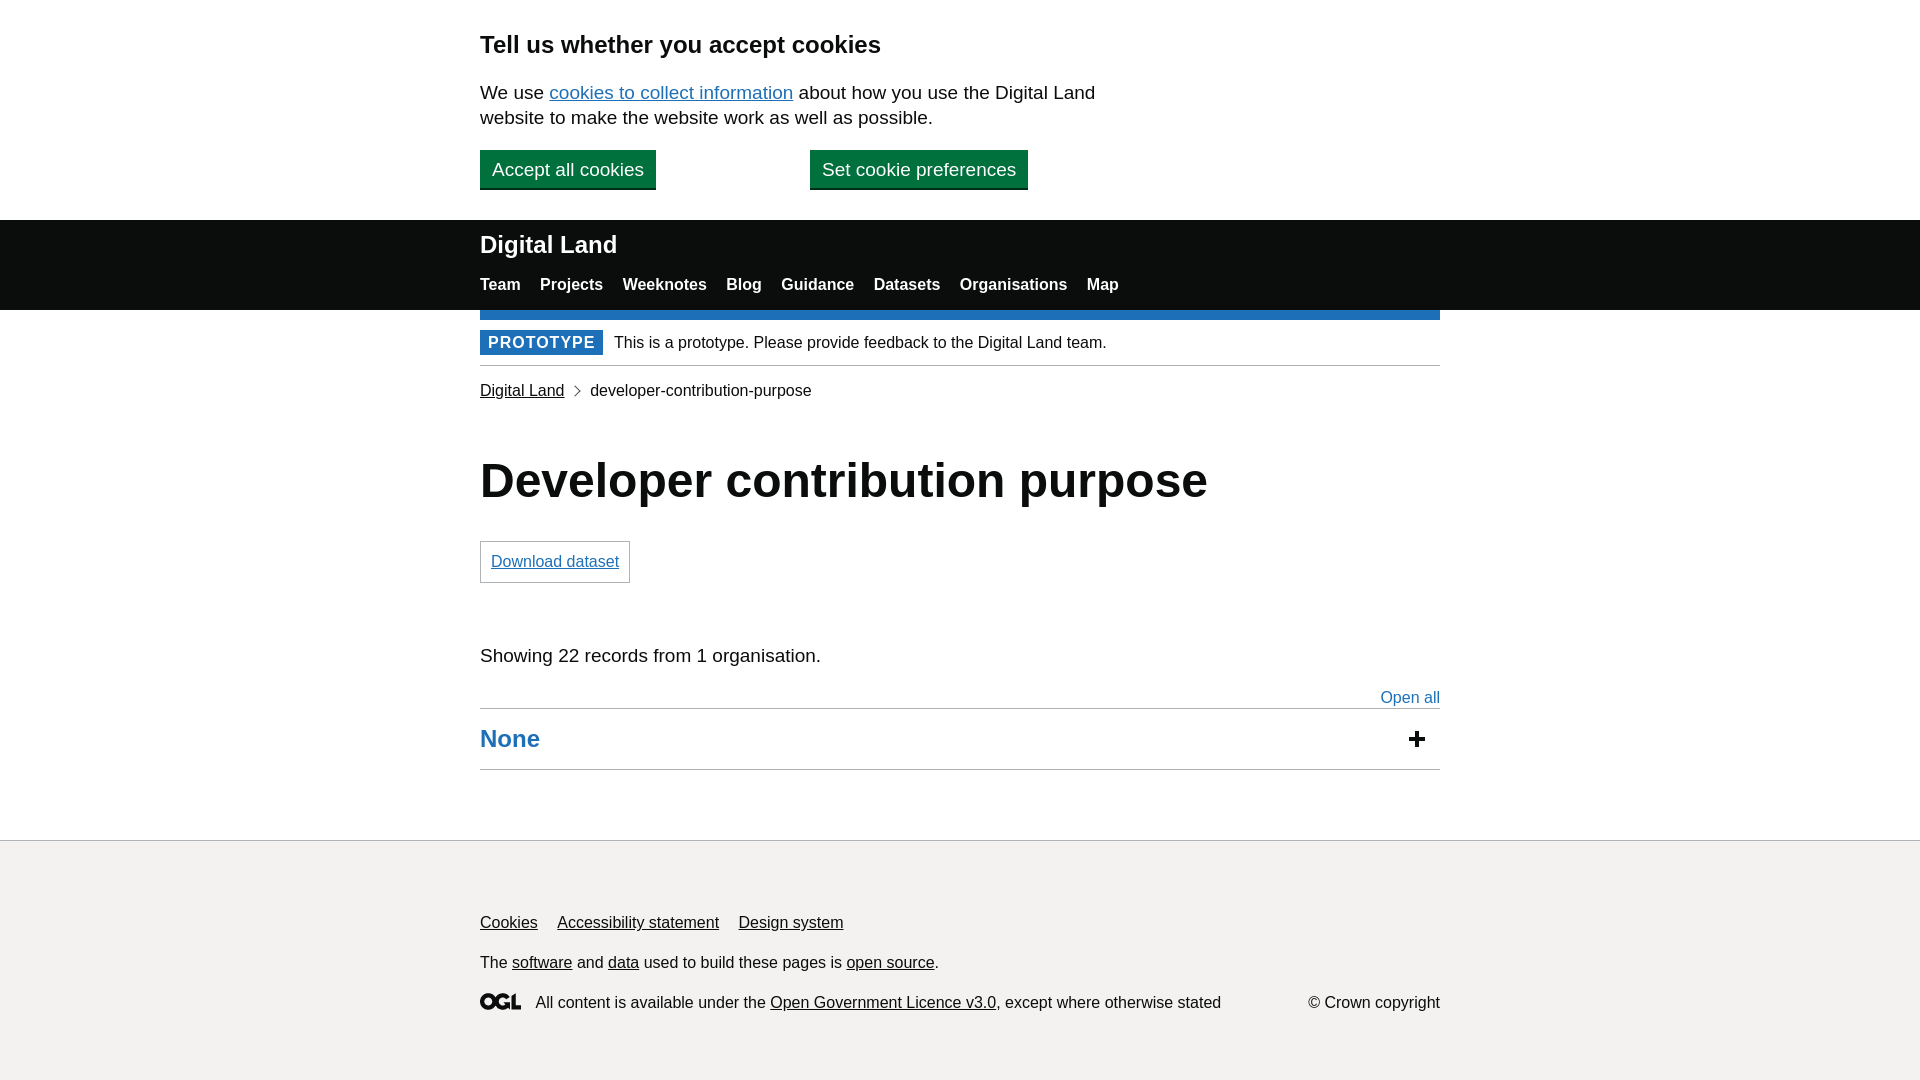 Tell us whether you accept cookies
We use cookies to collect information about how you use the Digital Land
website to make the website work as well as possible.
Accept all cookies Set cookie preferences
Digital Land
Team Projects Weeknotes Blog Guidance Datasets Organisations Map
PROTOTYPE This is a prototype. Please provide feedback to the Digital Land team.
Digital Land developer-contribution-purpose
Developer contribution purpose
Download dataset
Showing 22 records from 1 organisation.
Open all
None
Cookies Accessibility statement Design system
The software and data used to build these pages is open source.
OGL All content is available under the Open Government Licence v3.0, except where otherwise stated © Crown copyright